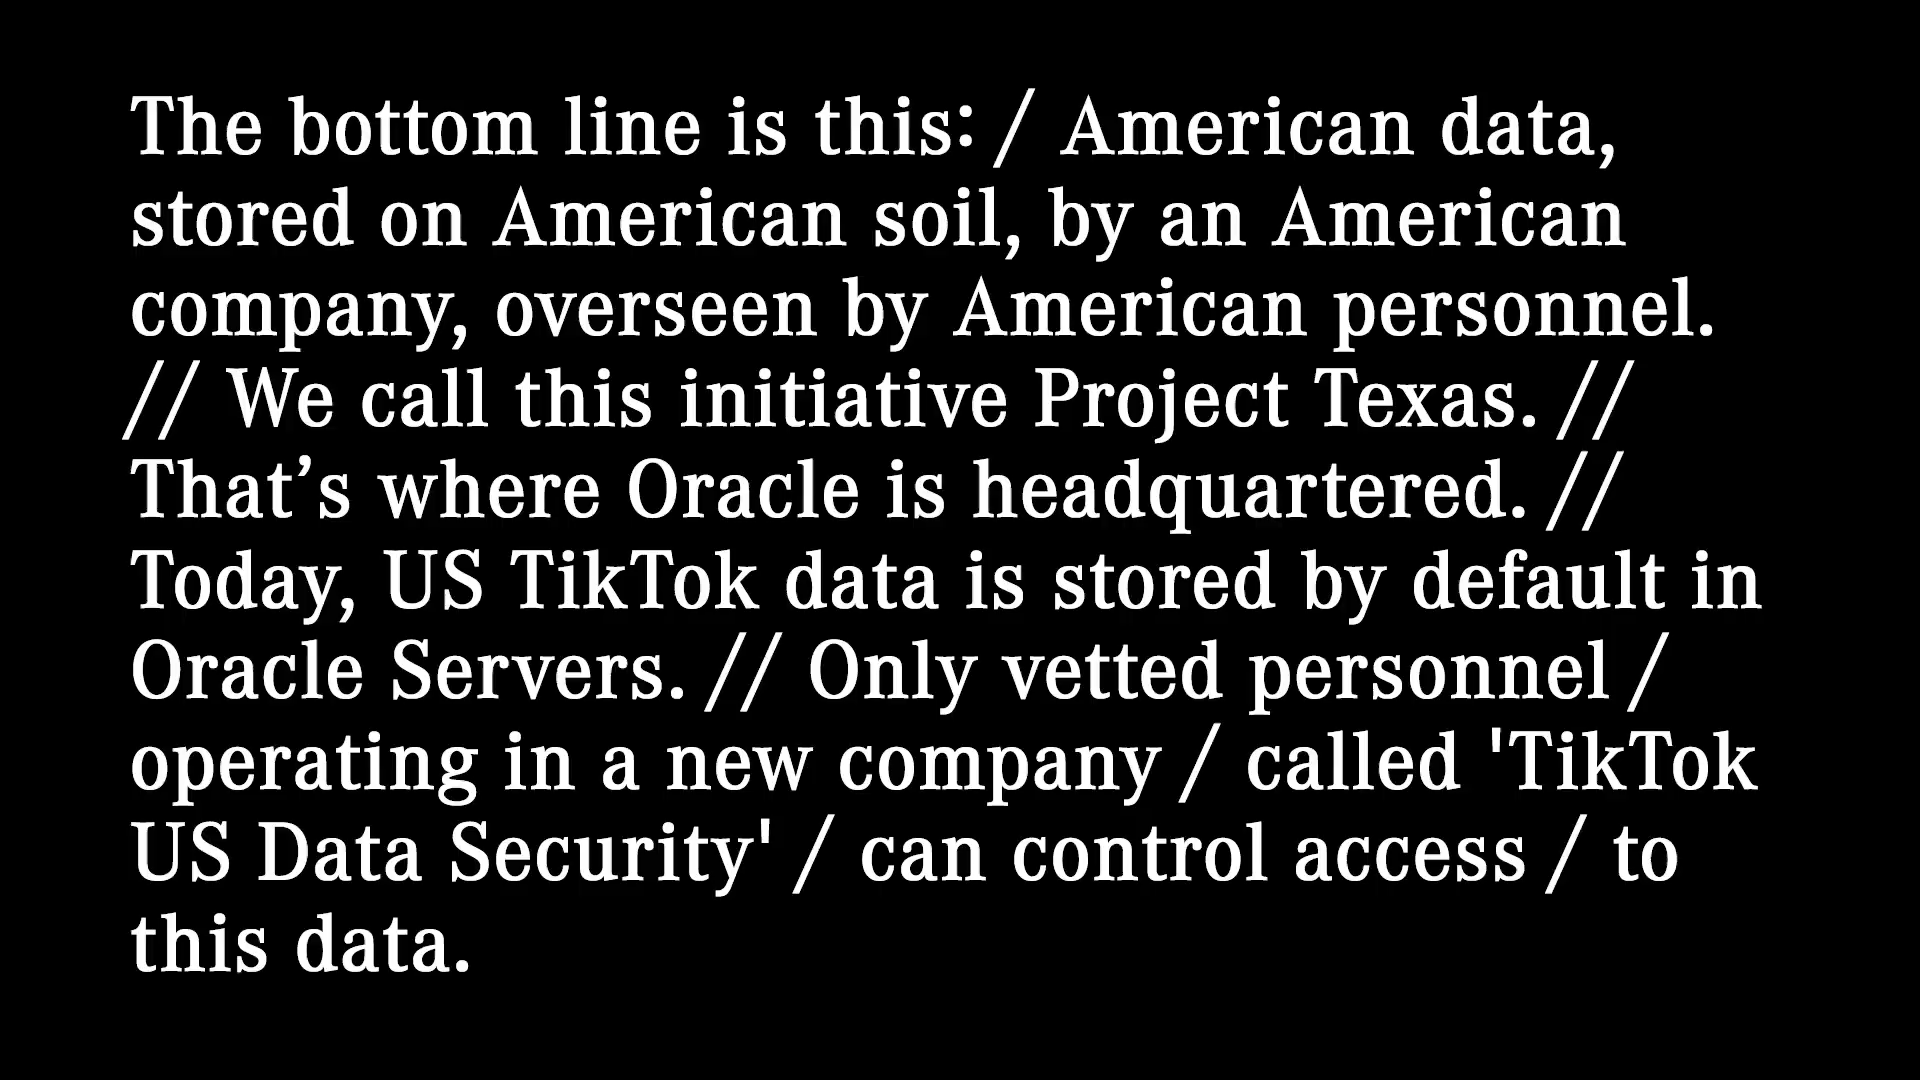 The bottom line is this: / American data,
stored on American soil, by an American
company, overseen by American personnel.
// We call this initiative Project Texas. //
That’s where Oracle is headquartered. //
Today, US TikTok data is stored by default in
Oracle Servers. // Only vetted personnel /
operating in a new company / called 'TikTok
US Data Security' / can control access / to
this data.